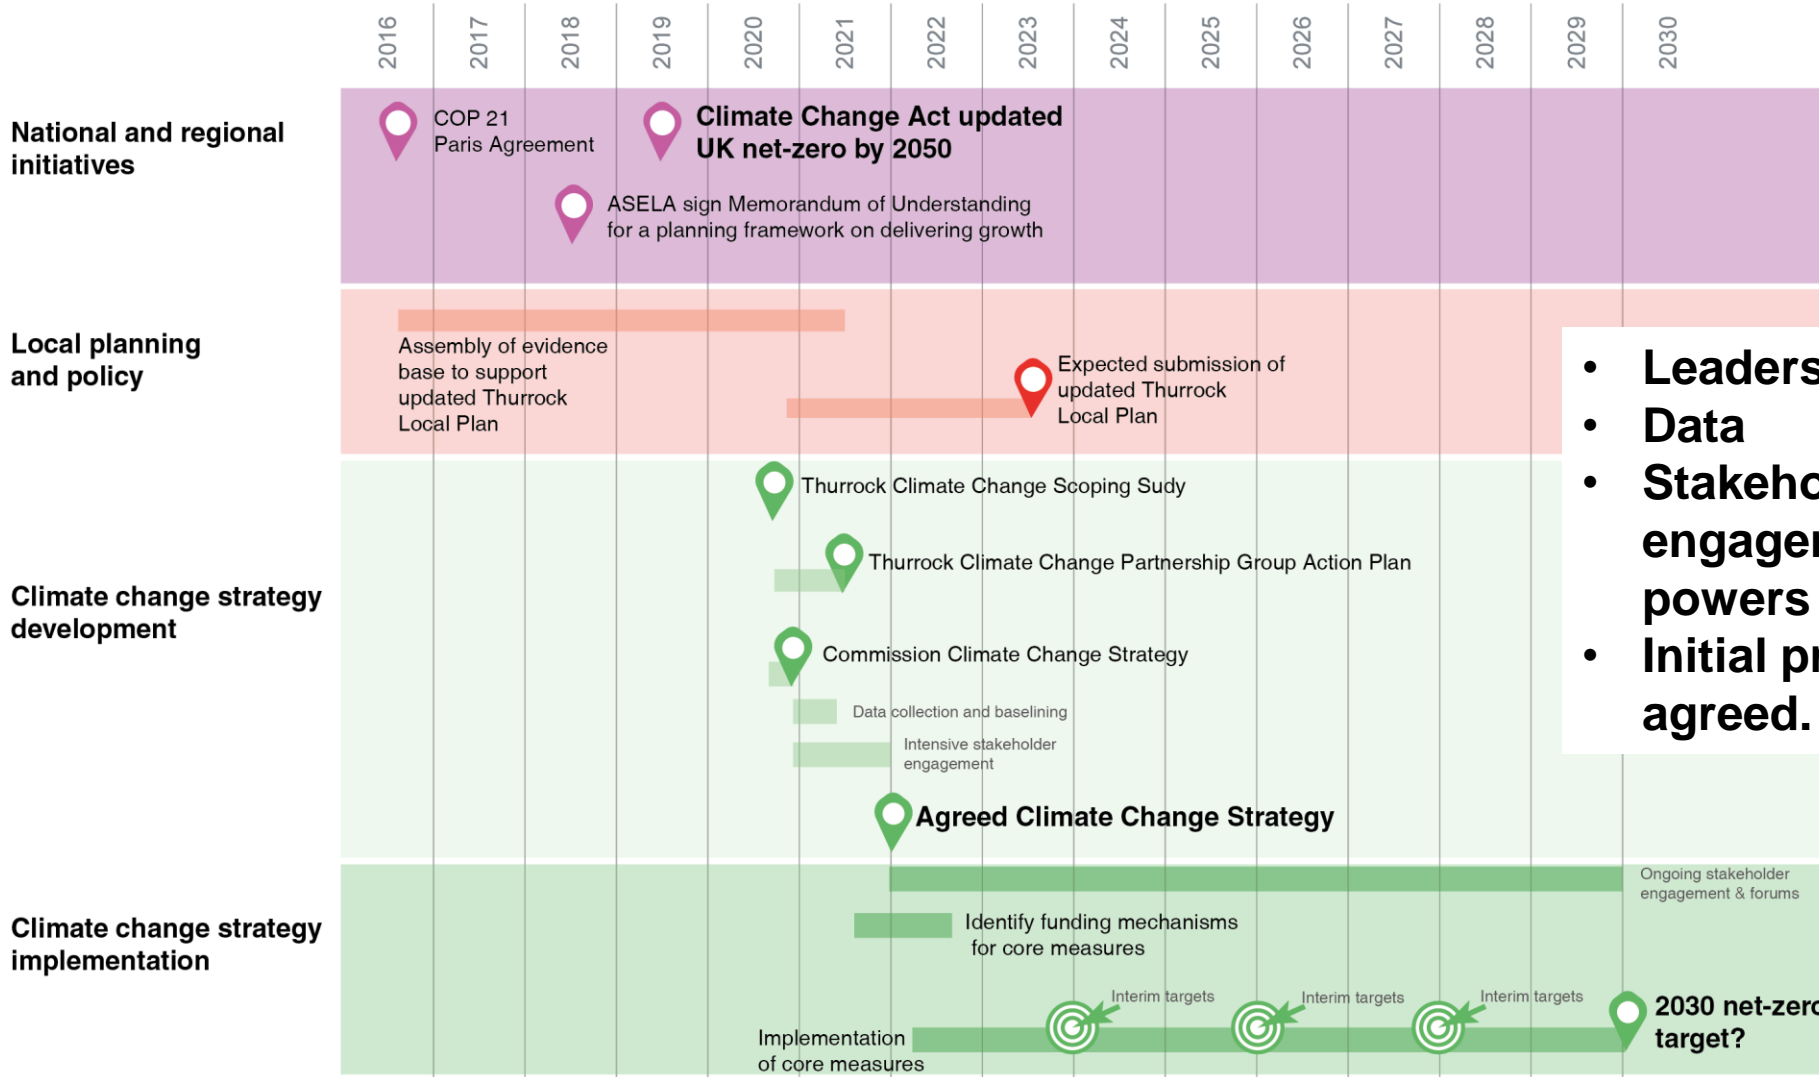 2016
2017
2018
2019
2020
2021
2022
2023
2024
2025
2026
2027
2028
2029
2030
National and regional
initiatives
COP 21
Paris Agreement
Climate Change Act updated
UK net-zero by 2050
ASELA sign Memorandum of Understanding
for a planning framework on delivering growth
Local planning
and policy
Assembly of evidence
base to support
updated Thurrock
Local Plan
Expected submission of
updated Thurrock
Local Plan
• Leaders
• Data
• Stakeho
engager
powers
• Initial pr
agreed.
Climate change strategy
development
Thurrock Climate Change Scoping Sudy
Thurrock Climate Change Partnership Group Action Plan
Commission Climate Change Strategy
Data collection and baselining
Intensive stakeholder
engagement
Agreed Climate Change Strategy
Climate change strategy
implementation
Ongoing stakeholder
engagement & forums
Identify funding mechanisms
for core measures
Implementation
of core measures
Interim targets
Interim targets
Interim targets
2030 net-zero
target?